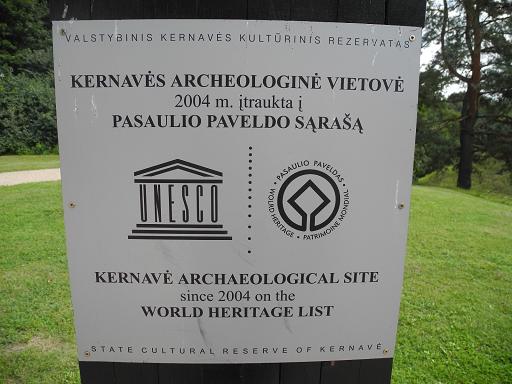 VALSTYBINIS KERNAVĖS KULTŪRINIS REZERVATAS
KERNAVĖS ARCHEOLOGINĖ VIETOVĖ
2004 m. įtraukta į
PASAULIO PAVELDO SĄRAŠĄ
UNESCO
PASAULIO PAVELDAS • WOLRD HERITAGE • PATRIMOINE MONDIAL
KERNAVĖ ARCHAEOLOGICAL SITE
since 2004 on the
WORLD HERITAGE LIST
STATE CULTURAL RESERVE OF KERNAVĖ